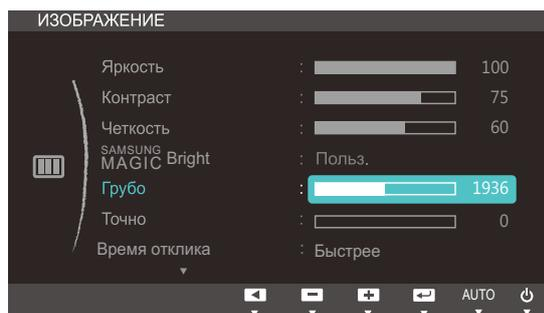 ИЗОБРАЖЕНИЕ
Яркость : 100
Контраст : 75
Четкость : 60
SAMSUNG MAGIC Bright : Польз.
Грубо : 1936
Точно : 0
Время отклика : Быстрее
AUTO